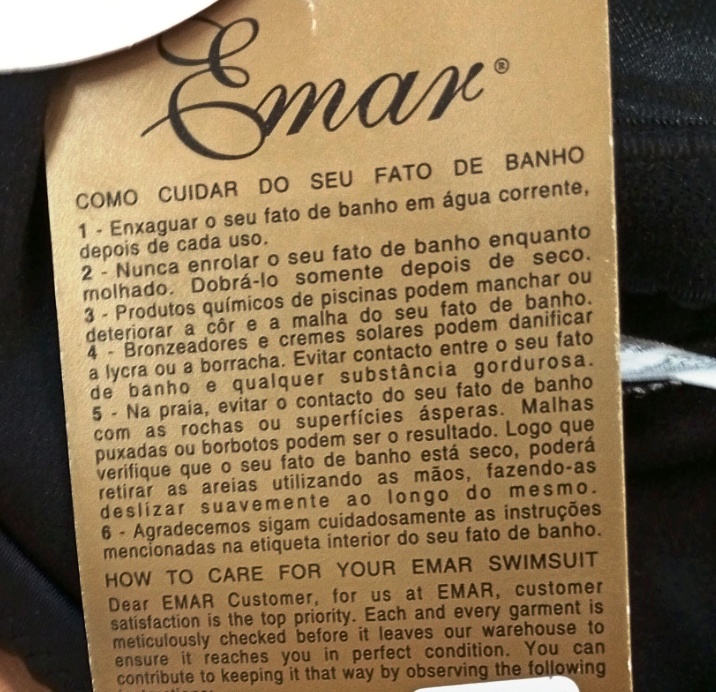 Emar®
COMO CUIDAR DO SEU FATO DE BANHO
1 - Enxaguar o seu fato de banho em água corrente,
depois de cada uso.
2 - Nunca enrolar o seu fato de banho enquanto
molhado. Dobrá-lo somente depois de seco.
3 - Produtos químicos de piscinas podem manchar ou
deteriorar a côr e a malha do seu fato de banho.
4 - Bronzeadores e cremes solares podem danificar
a lycra ou a borracha. Evitar contacto entre o seu fato
de banho e qualquer substância gordurosa.
5 - Na praia, evitar o contacto do seu fato de banho
com as rochas ou superfícies ásperas. Malhas
puxadas ou borbotos podem ser o resultado. Logo que
verifique que o seu fato de banho está seco, poderá
retirar as areias utilizando as mãos, fazendo-as
deslizar suavemente ao longo do mesmo.
6 - Agradecemos sigam cuidadosamente as instruções
mencionadas na etiqueta interior do seu fato de banho.
HOW TO CARE FOR YOUR EMAR SWIMSUIT
Dear EMAR Customer, for us at EMAR, customer
satisfaction is the top priority. Each and every garment is
meticulously checked before it leaves our warehouse to
ensure it reaches you in perfect condition. You can
contribute to keeping it that way by observing the following